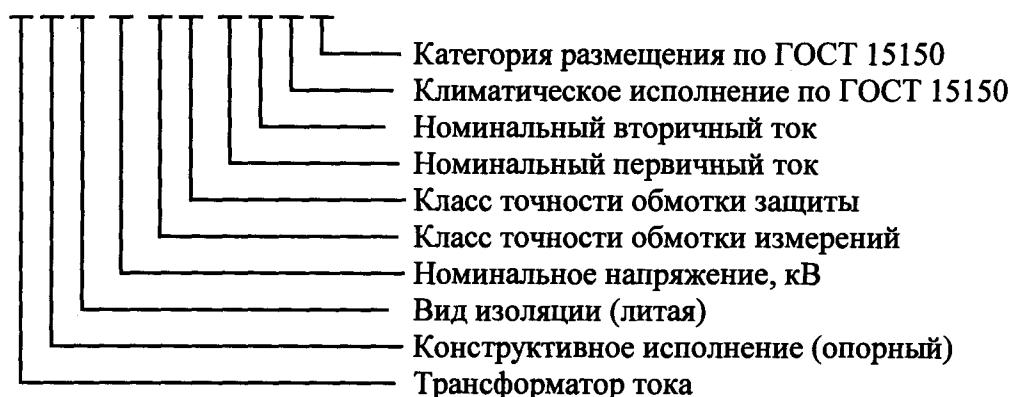 Категория размещения по ГОСТ 15150
Климатическое исполнение по ГОСТ 15150
Номинальный вторичный ток
Номинальный первичный ток
Класс точности обмотки защиты
Класс точности обмотки измерений
Номинальное напряжение, кВ
Вид изоляции (литая)
Конструктивное исполнение (опорный)
Трансформатор тока